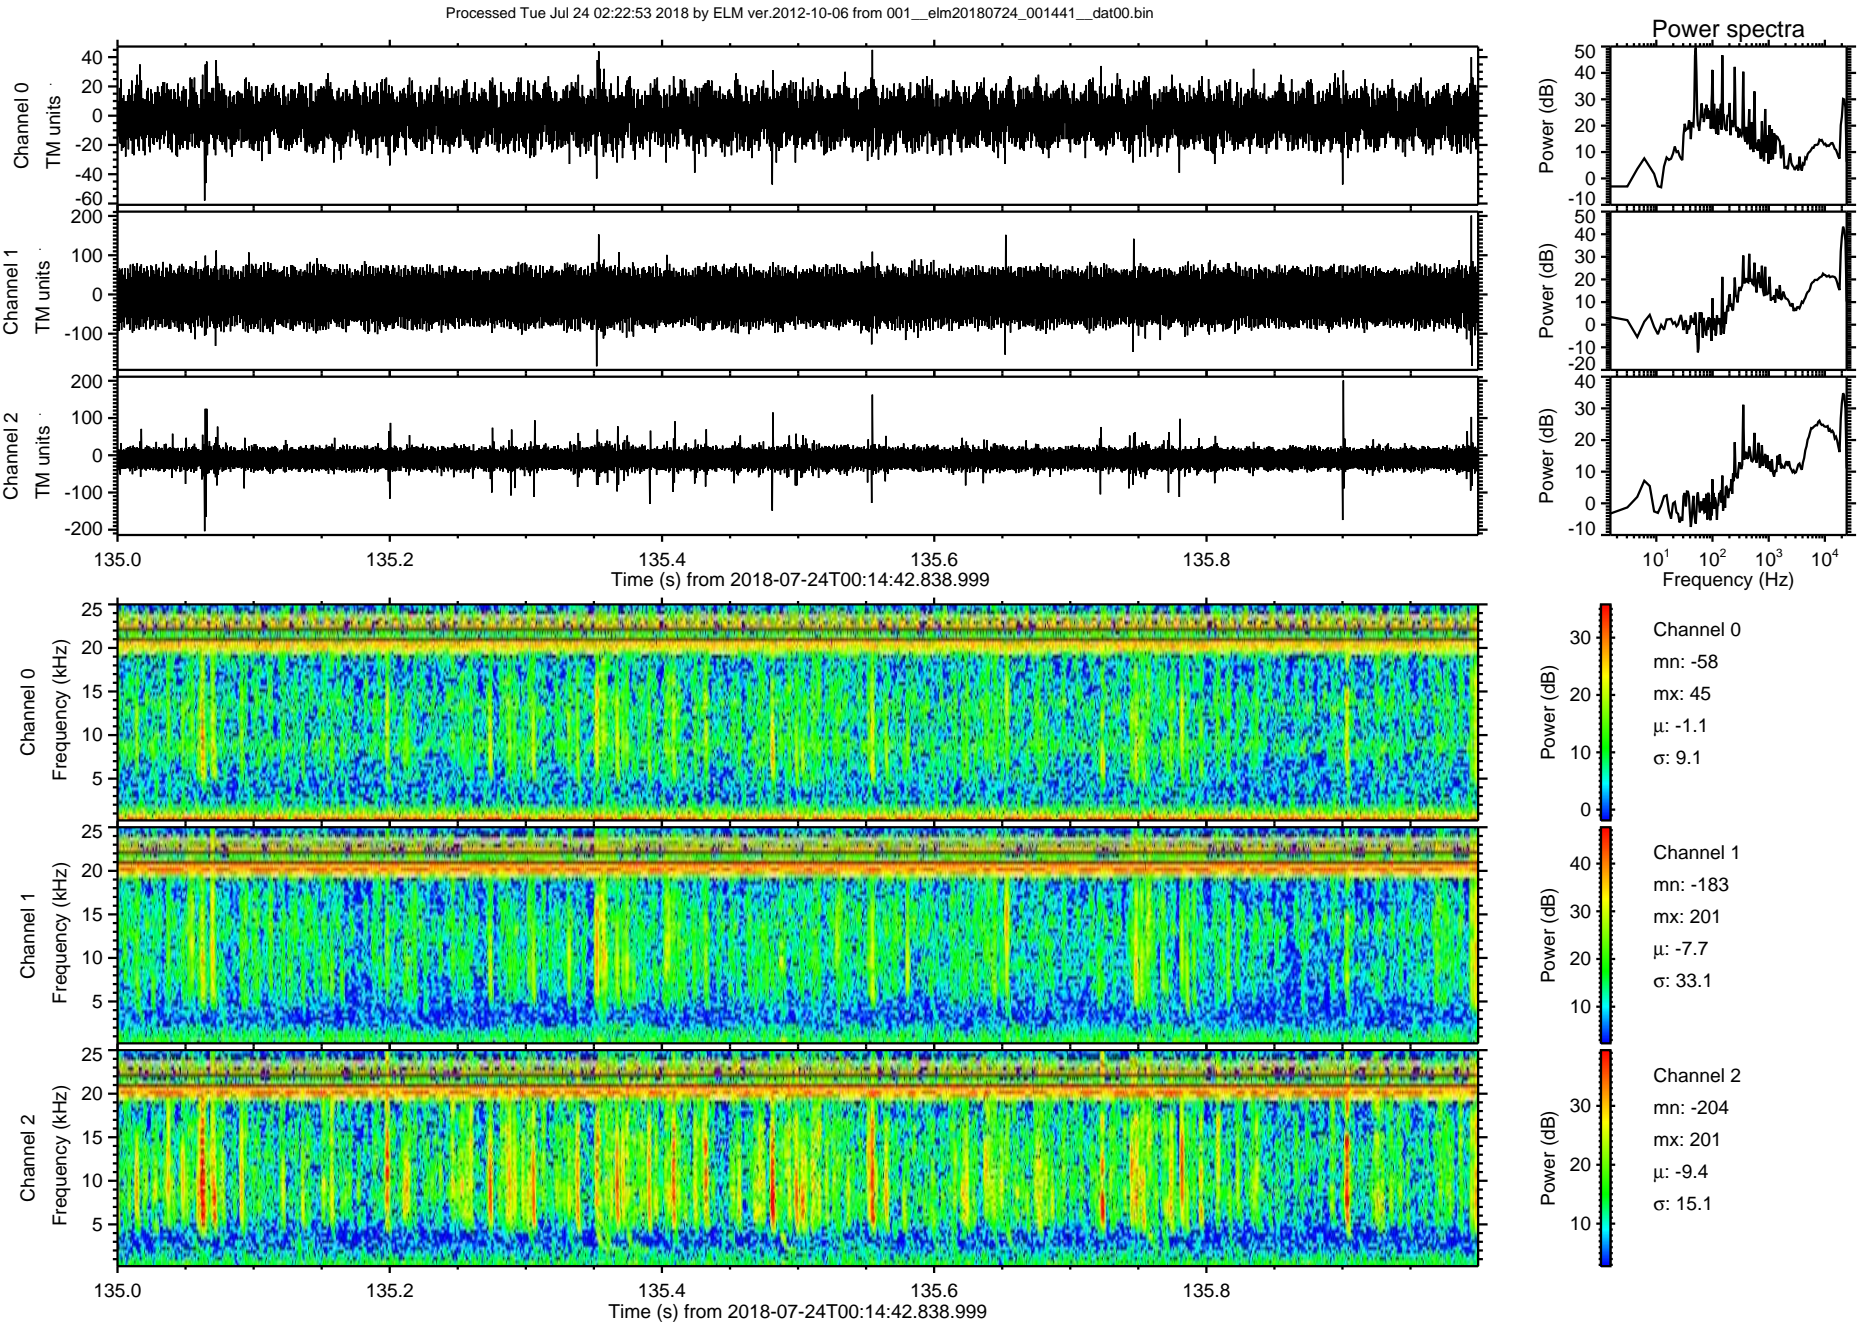 Processed Tue Jul 24 02:22:53 2018 by ELM ver.2012-10-06 from 001__elm20180724_001441__dat00.bin
Power spectra
Channel 0
TM units
40
20
0
-20
-40
-60
Power (dB)
50
40
30
20
10
0
-10
Channel 1
TM units
200
100
0
-100
Power (dB)
50
40
30
20
10
0
-10
-20
Channel 2
TM units
200
100
0
-100
-200
Power (dB)
40
30
20
10
0
-10
135.0 135.2 135.4 135.6 135.8
Time (s) from 2018-07-24T00:14:42.838.999
10¹ 10² 10³ 10⁴
Frequency (Hz)
Channel 0
Frequency (kHz)
25
20
15
10
5
Power (dB)
30
20
10
0
Channel 0
mn: -58
mx: 45
μ: -1.1
σ: 9.1
Channel 1
Frequency (kHz)
25
20
15
10
5
Power (dB)
40
30
20
10
Channel 1
mn: -183
mx: 201
μ: -7.7
σ: 33.1
Channel 2
Frequency (kHz)
25
20
15
10
5
Power (dB)
30
20
10
Channel 2
mn: -204
mx: 201
μ: -9.4
σ: 15.1
135.0 135.2 135.4 135.6 135.8
Time (s) from 2018-07-24T00:14:42.838.999